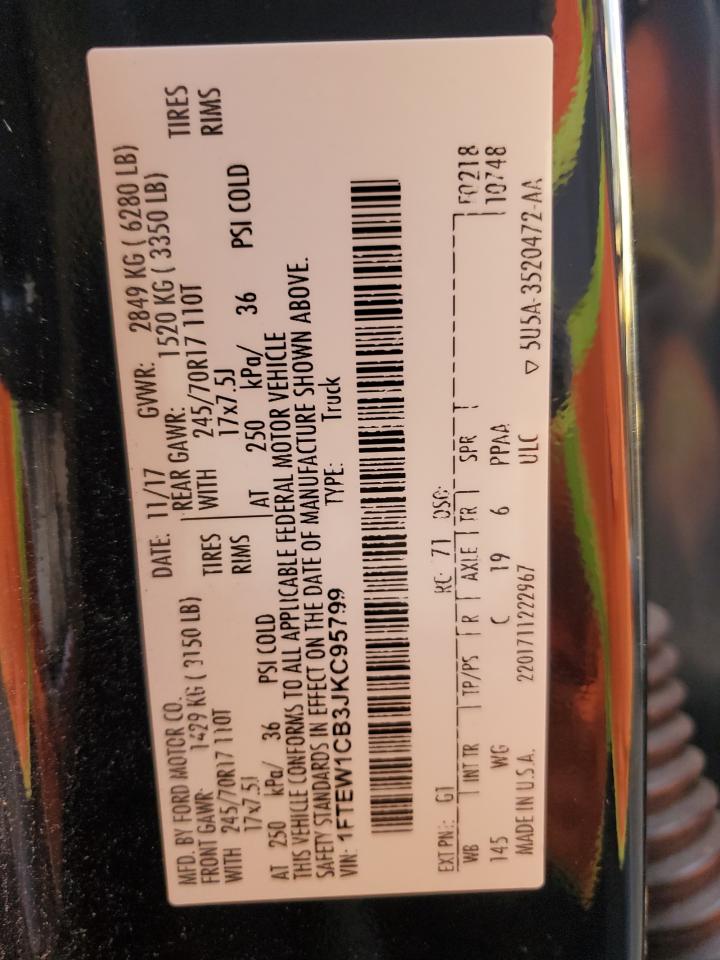 MFD. BY FORD MOTOR CO.
DATE: 11/17 GVWR: 2849 KG ( 6280 LB)
FRONT GAWR: 1429 KG ( 3150 LB) REAR GAWR: 1520 KG ( 3350 LB)
WITH 245/70R17 110T TIRES WITH 245/70R17 110T TIRES
17x7.5J RIMS 17x7.5J RIMS
AT 250 kPa/ 36 PSI COLD AT 250 kPa/ 36 PSI COLD
THIS VEHICLE CONFORMS TO ALL APPLICABLE FEDERAL MOTOR VEHICLE
SAFETY STANDARDS IN EFFECT ON THE DATE OF MANUFACTURE SHOWN ABOVE.
VIN: 1FTEW1CB3JKC95799 TYPE: Truck
EXT PNT: G1 RC: 71 DSO: F0218
WB INT TR TP/PS R AXLE TR SPR 10748
145 WG C 19 6 PPAA
MADE IN U.S.A. 2201711222967 ULC ▽ 5U5A-3520472-AA